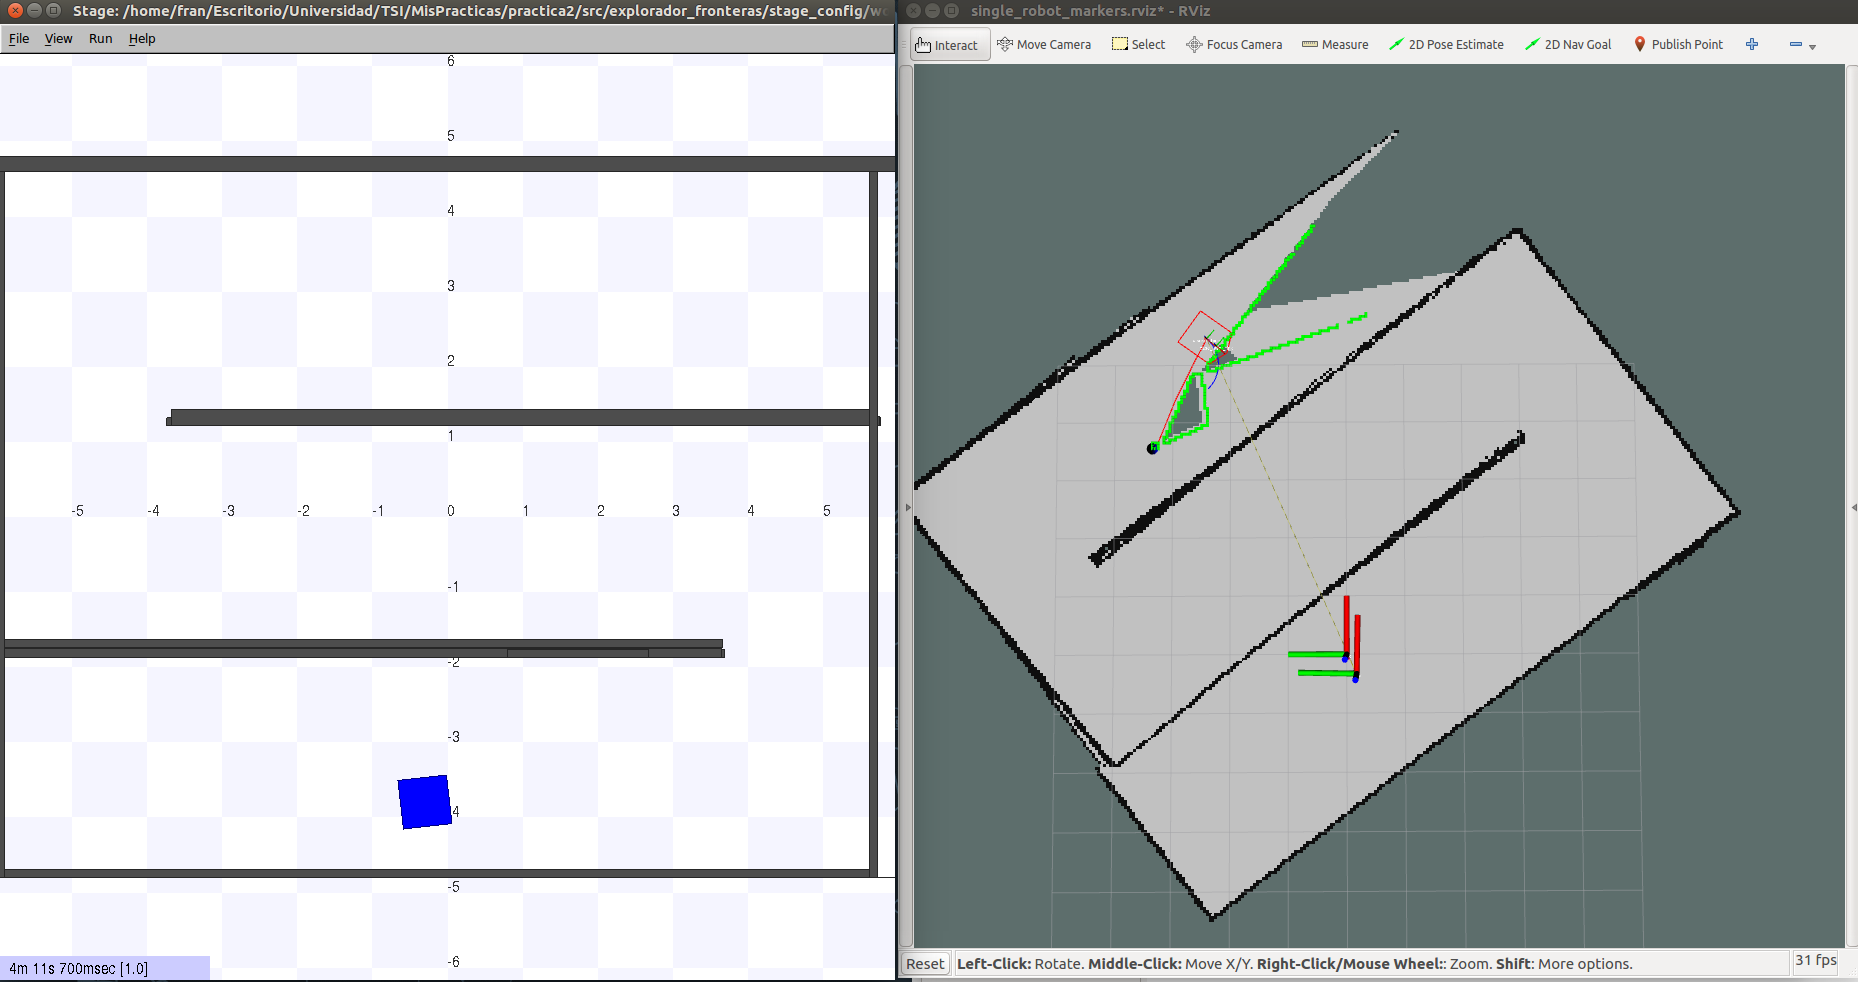 Stage: /home/fran/Escritorio/Universidad/TSI/MisPracticas/practica2/src/explorador_fronteras/stage_config/w
File View Run Help
6
5
4
3
2
1
-5 -4 -3 -2 -1 0 1 2 3 4 5
-1
-2
-3
4
-5
-6
4m 11s 700msec [1.0]
single_robot_markers.rviz* - RViz
Interact Move Camera Select Focus Camera Measure 2D Pose Estimate 2D Nav Goal Publish Point
Reset Left-Click: Rotate. Middle-Click: Move X/Y. Right-Click/Mouse Wheel:: Zoom. Shift: More options. 31 fps